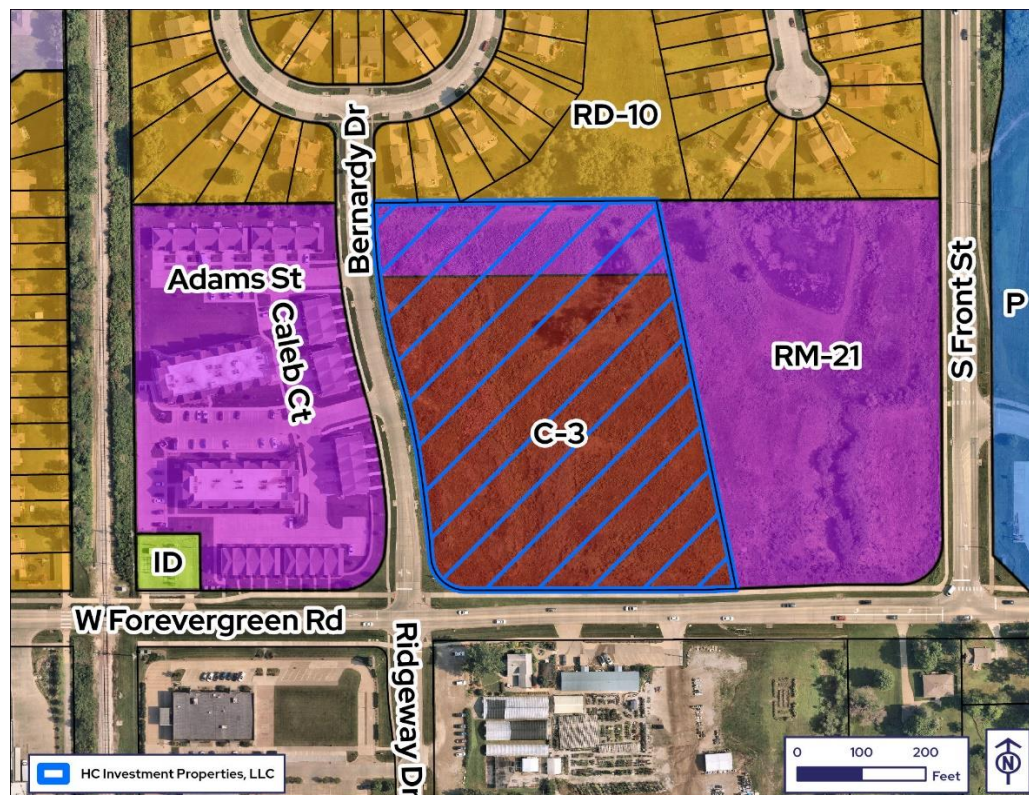 RD-10
Bernardy Dr
Adams St
Caleb Ct
S Front St
P
RM-21
C-3
ID
W Forevergreen Rd
Ridgeway Dr
HC Investment Properties, LLC
0 100 200
Feet
N